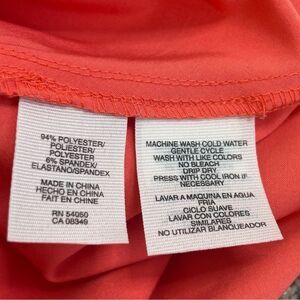 94% POLYESTER/
POLIESTER/
POLYESTER
6% SPANDEX/
ELASTANO/SPANDEX
MADE IN CHINA
HECHO EN CHINA
FAIT EN CHINE
RN 54050
CA 08349
MACHINE WASH COLD WATER
GENTLE CYCLE
WASH WITH LIKE COLORS
NO BLEACH
DRIP DRY
PRESS WITH COOL IRON IF
NECESSARY
LAVAR A MAQUINA EN AGUA
FRIA
CICLO SUAVE
LAVAR CON COLORES
SIMILARES
NO UTILIZAR BLANQUEADOR